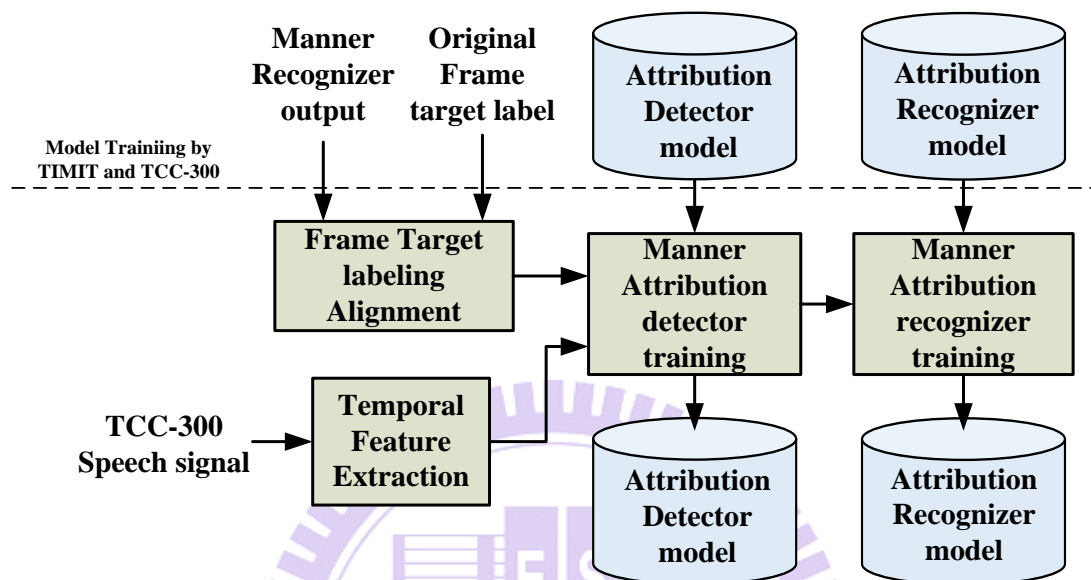 Manner
Recognizer
output
Original
Frame
target label
Attribution
Detector
model
Attribution
Recognizer
model
Model Trainiing by
TIMIT and TCC-300
Frame Target
labeling
Alignment
Manner
Attribution
detector
training
Manner
Attribution
recognizer
training
TCC-300
Speech signal
Temporal
Feature
Extraction
Attribution
Detector
model
Attribution
Recognizer
model